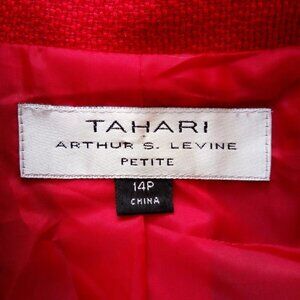 TAHARI
ARTHUR S. LEVINE
PETITE
14P
CHINA